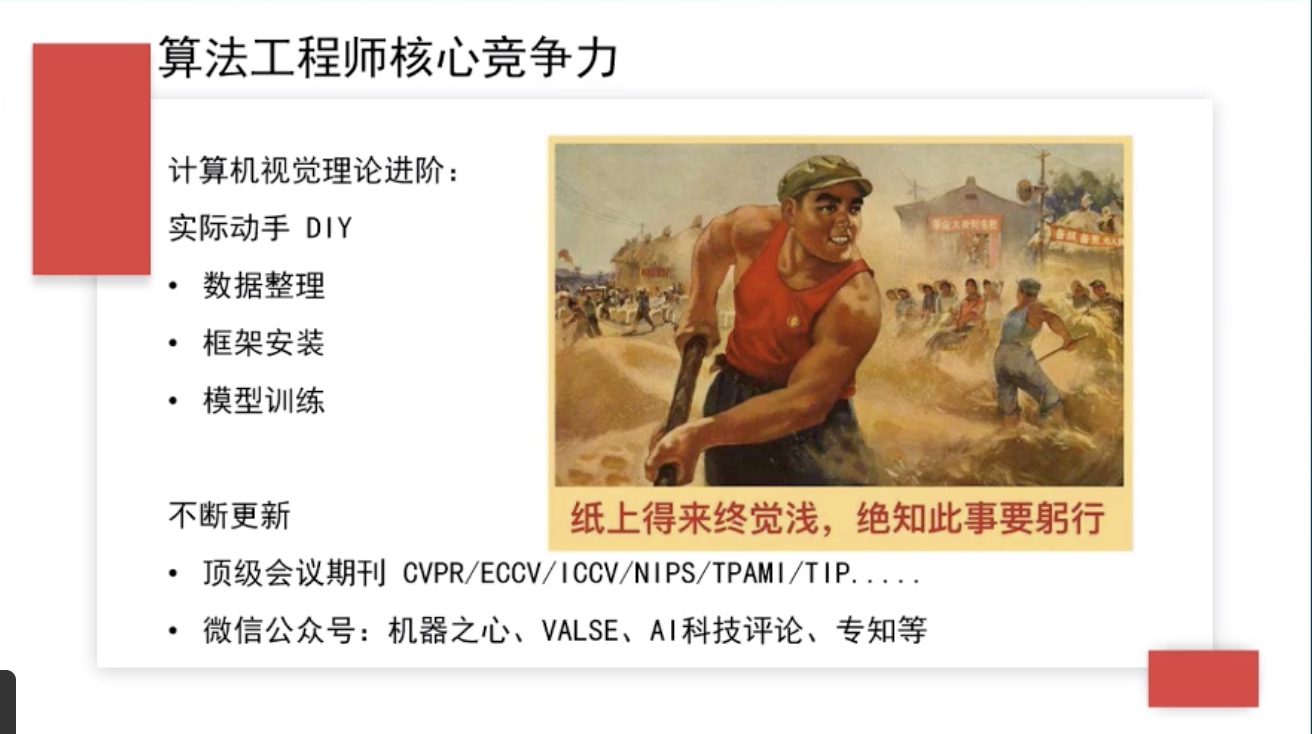 算法工程师核心竞争力
计算机视觉理论进阶：
实际动手 DIY
• 数据整理
• 框架安装
• 模型训练
纸上得来终觉浅，绝知此事要躬行
不断更新
• 顶级会议期刊 CVPR/ECCV/ICCV/NIPS/TPAMI/TIP.....
• 微信公众号：机器之心、VALSE、AI科技评论、专知等